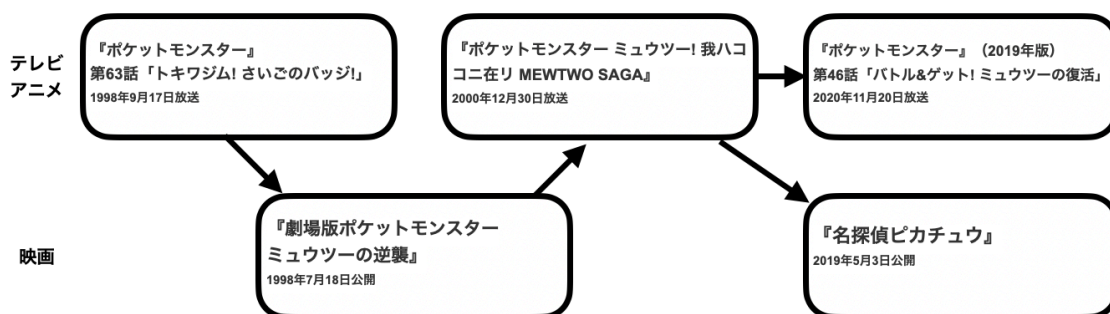 テレビ
アニメ
『ポケットモンスター』
第63話「トキワジム! さいごのバッジ!」
1998年9月17日放送
『ポケットモンスター ミュウツー! 我ハコ
コニ在リ MEWTWO SAGA』
2000年12月30日放送
『ポケットモンスター』（2019年版）
第46話「バトル&ゲット! ミュウツーの復活」
2020年11月20日放送
映画
『劇場版ポケットモンスター
ミュウツーの逆襲』
1998年7月18日公開
『名探偵ピカチュウ』
2019年5月3日公開